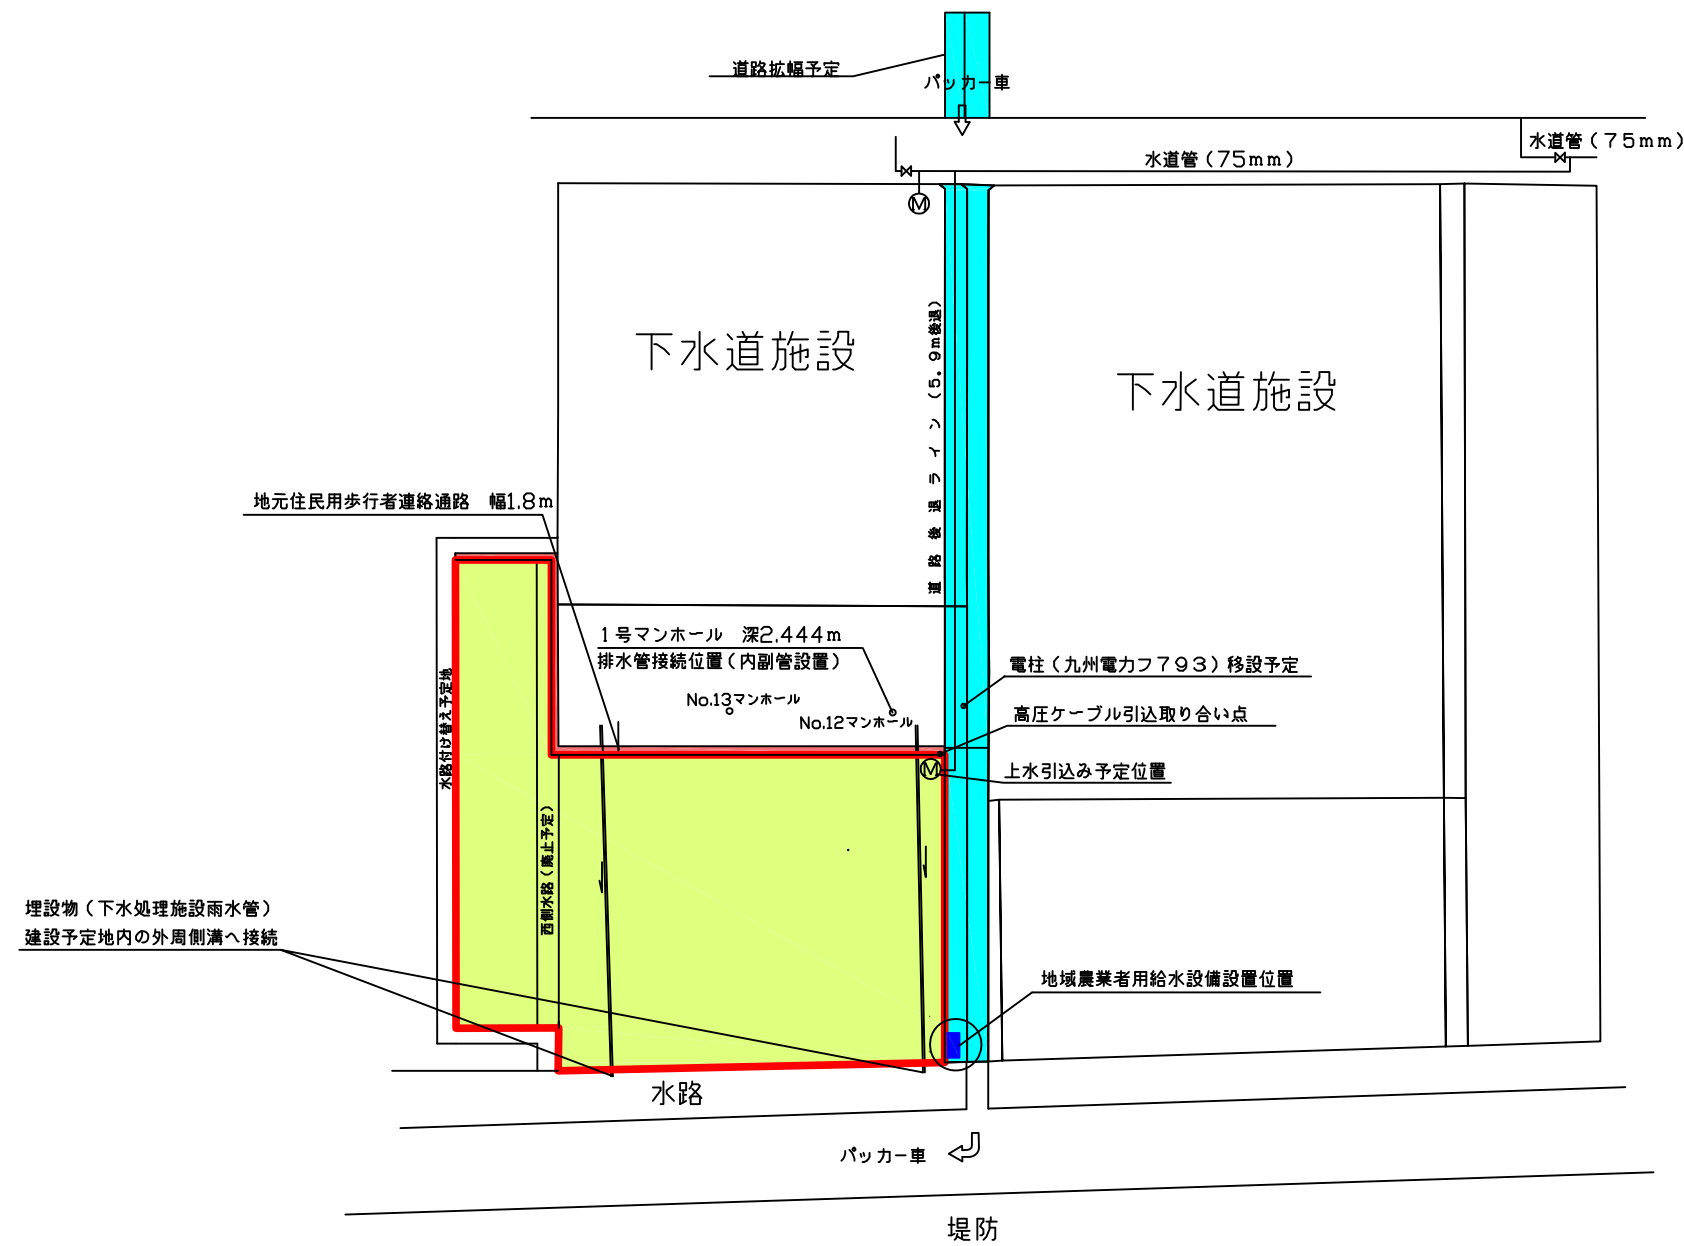 道路拡幅予定
パッカー車
水道管（７５ｍｍ）
水道管（75ｍｍ）
Ｍ
下水道施設
下水道施設
道路後退ライン（５．９ｍ後退）
地元住民用歩行者連絡通路　幅1.8ｍ
１号マンホール　深2.444ｍ
排水管接続位置（内副管設置）
電柱（九州電力フ７９３）移設予定
No.13マンホール
No.12マンホール
高圧ケーブル引込取り合い点
水路付け替え予定地
Ｍ
上水引込み予定位置
西側水路（廃止予定）
埋設物（下水処理施設雨水管）
建設予定地内の外周側溝へ接続
地域農業者用給水設備設置位置
水路
パッカー車
堤防